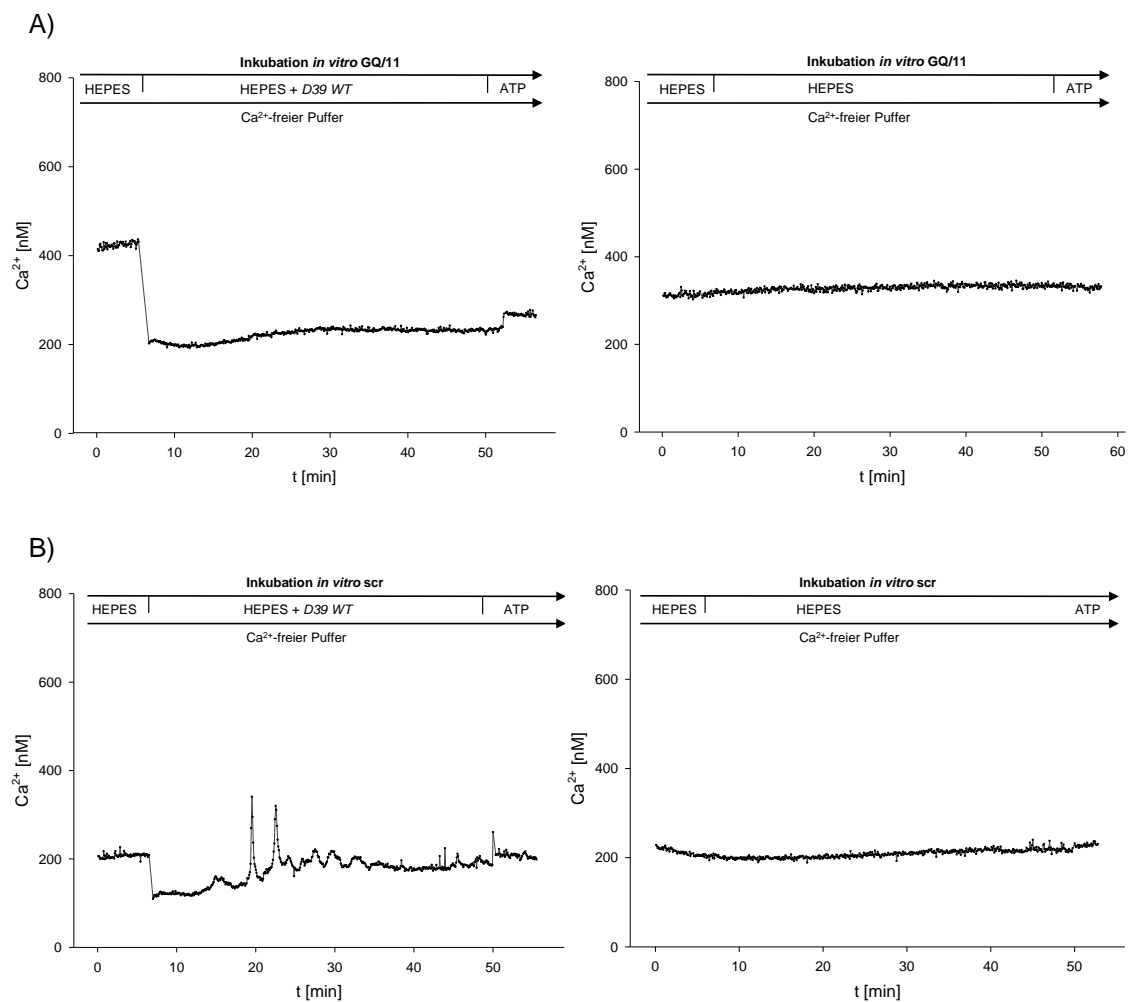 A)
Inkubation in vitro GQ/11
HEPES HEPES + D39 WT ATP
Ca²⁺-freier Puffer
800
600
400
200
0
Ca²⁺ [nM]
0 10 20 30 40 50
t [min]
Inkubation in vitro GQ/11
HEPES HEPES ATP
Ca²⁺-freier Puffer
800
600
400
200
0
Ca²⁺ [nM]
0 10 20 30 40 50 60
t [min]
B)
Inkubation in vitro scr
HEPES HEPES + D39 WT ATP
Ca²⁺-freier Puffer
800
600
400
200
0
Ca²⁺ [nM]
0 10 20 30 40 50
t [min]
Inkubation in vitro scr
HEPES HEPES ATP
Ca²⁺-freier Puffer
800
600
400
200
0
Ca²⁺ [nM]
0 10 20 30 40 50
t [min]